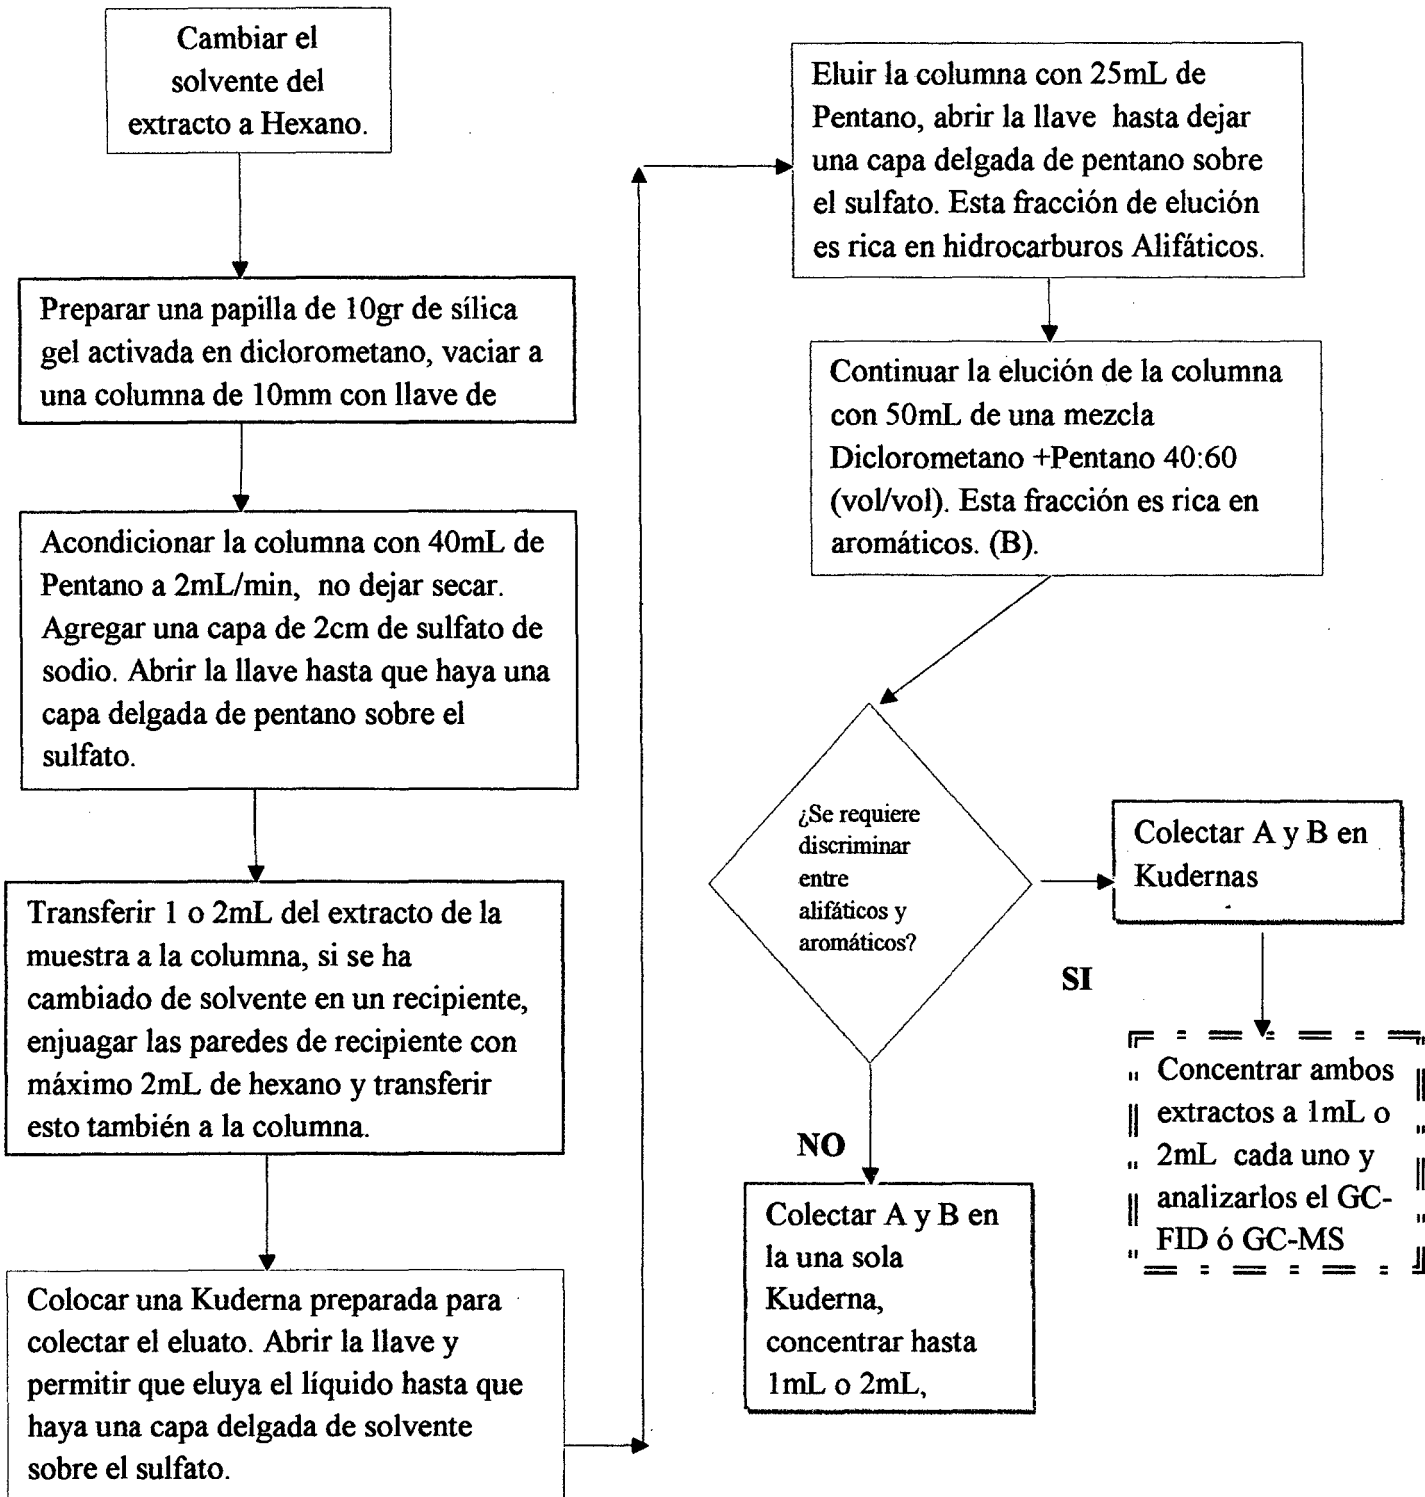 Cambiar el
solvente del
extracto a Hexano.
Preparar una papilla de 10gr de sílica
gel activada en diclorometano, vaciar a
una columna de 10mm con llave de
Acondicionar la columna con 40mL de
Pentano a 2mL/min, no dejar secar.
Agregar una capa de 2cm de sulfato de
sodio. Abrir la llave hasta que haya una
capa delgada de pentano sobre el
sulfato.
Transferir 1 o 2mL del extracto de la
muestra a la columna, si se ha
cambiado de solvente en un recipiente,
enjuagar las paredes de recipiente con
máximo 2mL de hexano y transferir
esto también a la columna.
Colocar una Kuderna preparada para
colectar el eluato. Abrir la llave y
permitir que eluya el líquido hasta que
haya una capa delgada de solvente
sobre el sulfato.
Eluir la columna con 25mL de
Pentano, abrir la llave hasta dejar
una capa delgada de pentano sobre
el sulfato. Esta fracción de elución
es rica en hidrocarburos Alifáticos.
Continuar la elución de la columna
con 50mL de una mezcla
Diclorometano +Pentano 40:60
(vol/vol). Esta fracción es rica en
aromáticos. (B).
¿Se requiere
discriminar
entre
alifáticos y
aromáticos?
SI
Colectar A y B en
Kudernas
Concentrar ambos
extractos a 1mL o
2mL cada uno y
analizarlos el GC-
FID ó GC-MS
NO
Colectar A y B en
la una sola
Kuderna,
concentrar hasta
1mL o 2mL,